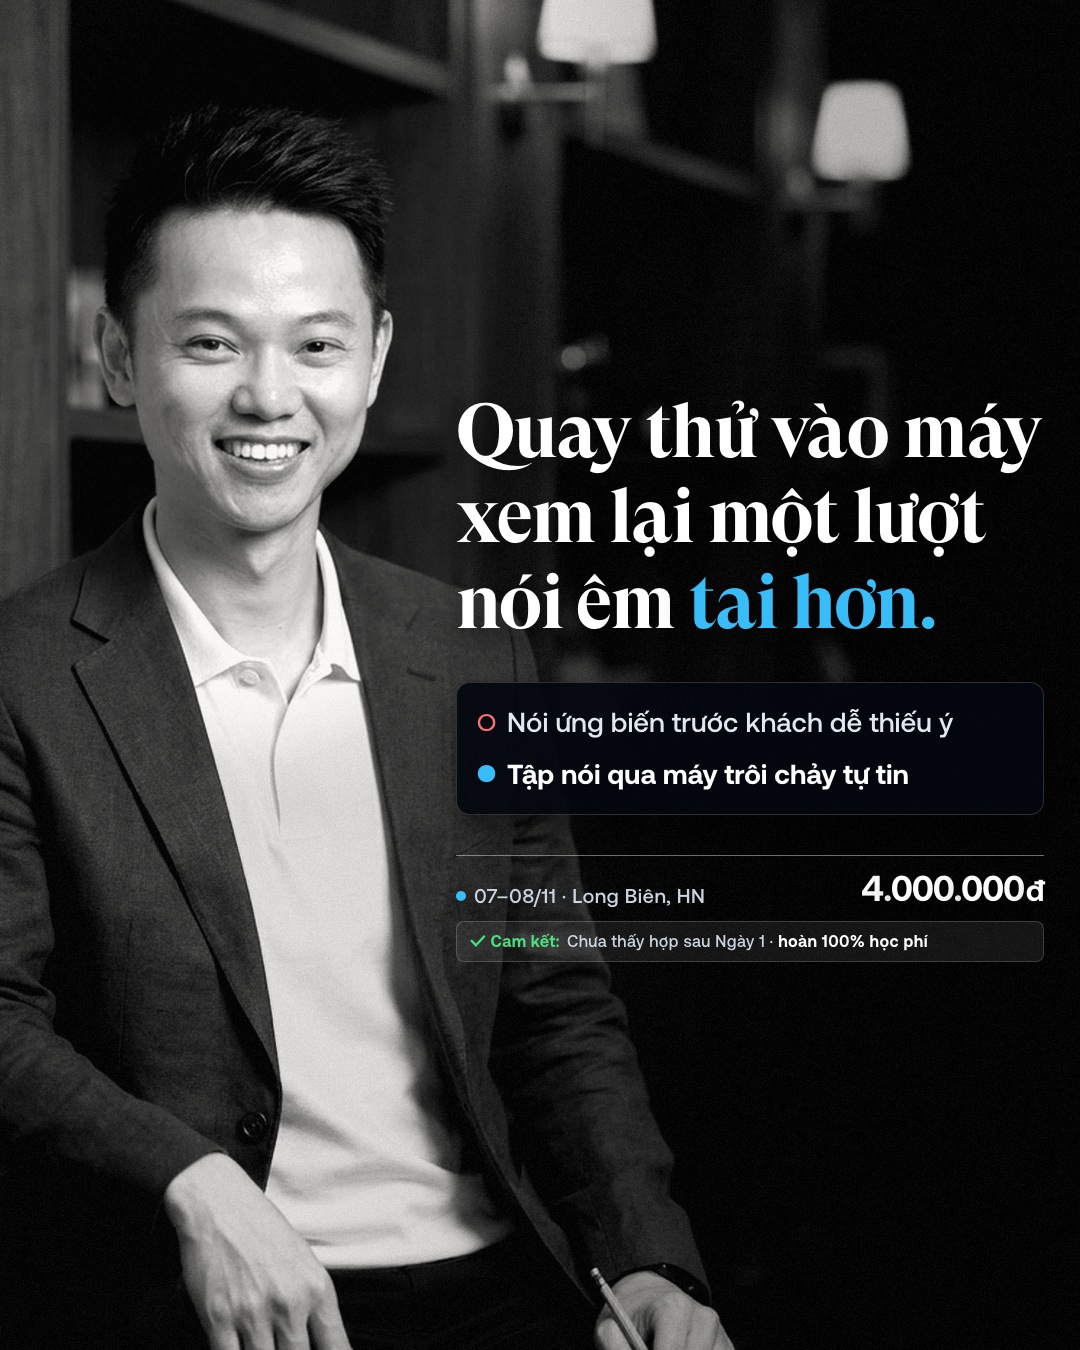 Quay thử vào máy
xem lại một lượt
nói êm tai hơn.
Nói ứng biến trước khách dễ thiếu ý
Tập nói qua máy trôi chảy tự tin
07–08/11 · Long Biên, HN
4.000.000đ
Cam kết: Chưa thấy hợp sau Ngày 1 · hoàn 100% học phí